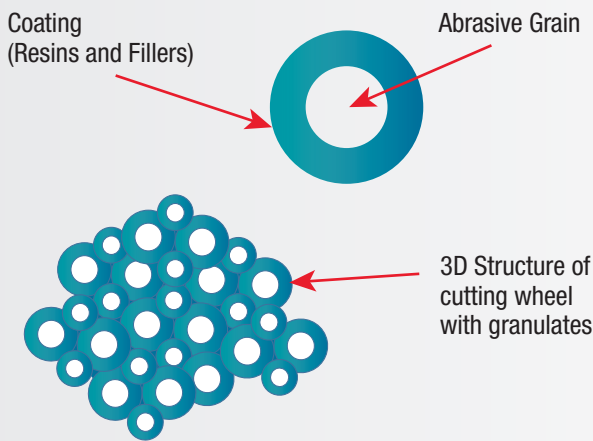 Coating
(Resins and Fillers)
Abrasive Grain
3D Structure of
cutting wheel
with granulates